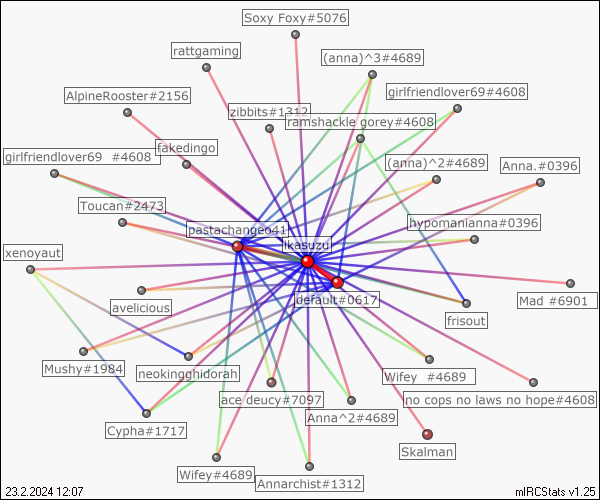 Soxy Foxy#5076
rattgaming
(anna)^3#4689
girlfriendlover69#4608
AlpineRooster#2156
zibbits#1312
ramshackle gorey#4608
fakedingo
girlfriendlover69  #4608
(anna)^2#4689
Anna.#0396
Toucan#2473
hypomanianna#0396
pastachangeo41
ikasuzu
xenoyaut
default#0617
avelicious
Mad #6901
frisout
Mushy#1984
neokingghidorah
Wifey  #4689
ace deucy#7097
no cops no laws no hope#4608
Anna^2#4689
Cypha#1717
Skalman
Wifey#4689
Annarchist#1312
23.2.2024 12:07
mIRCStats v1.25